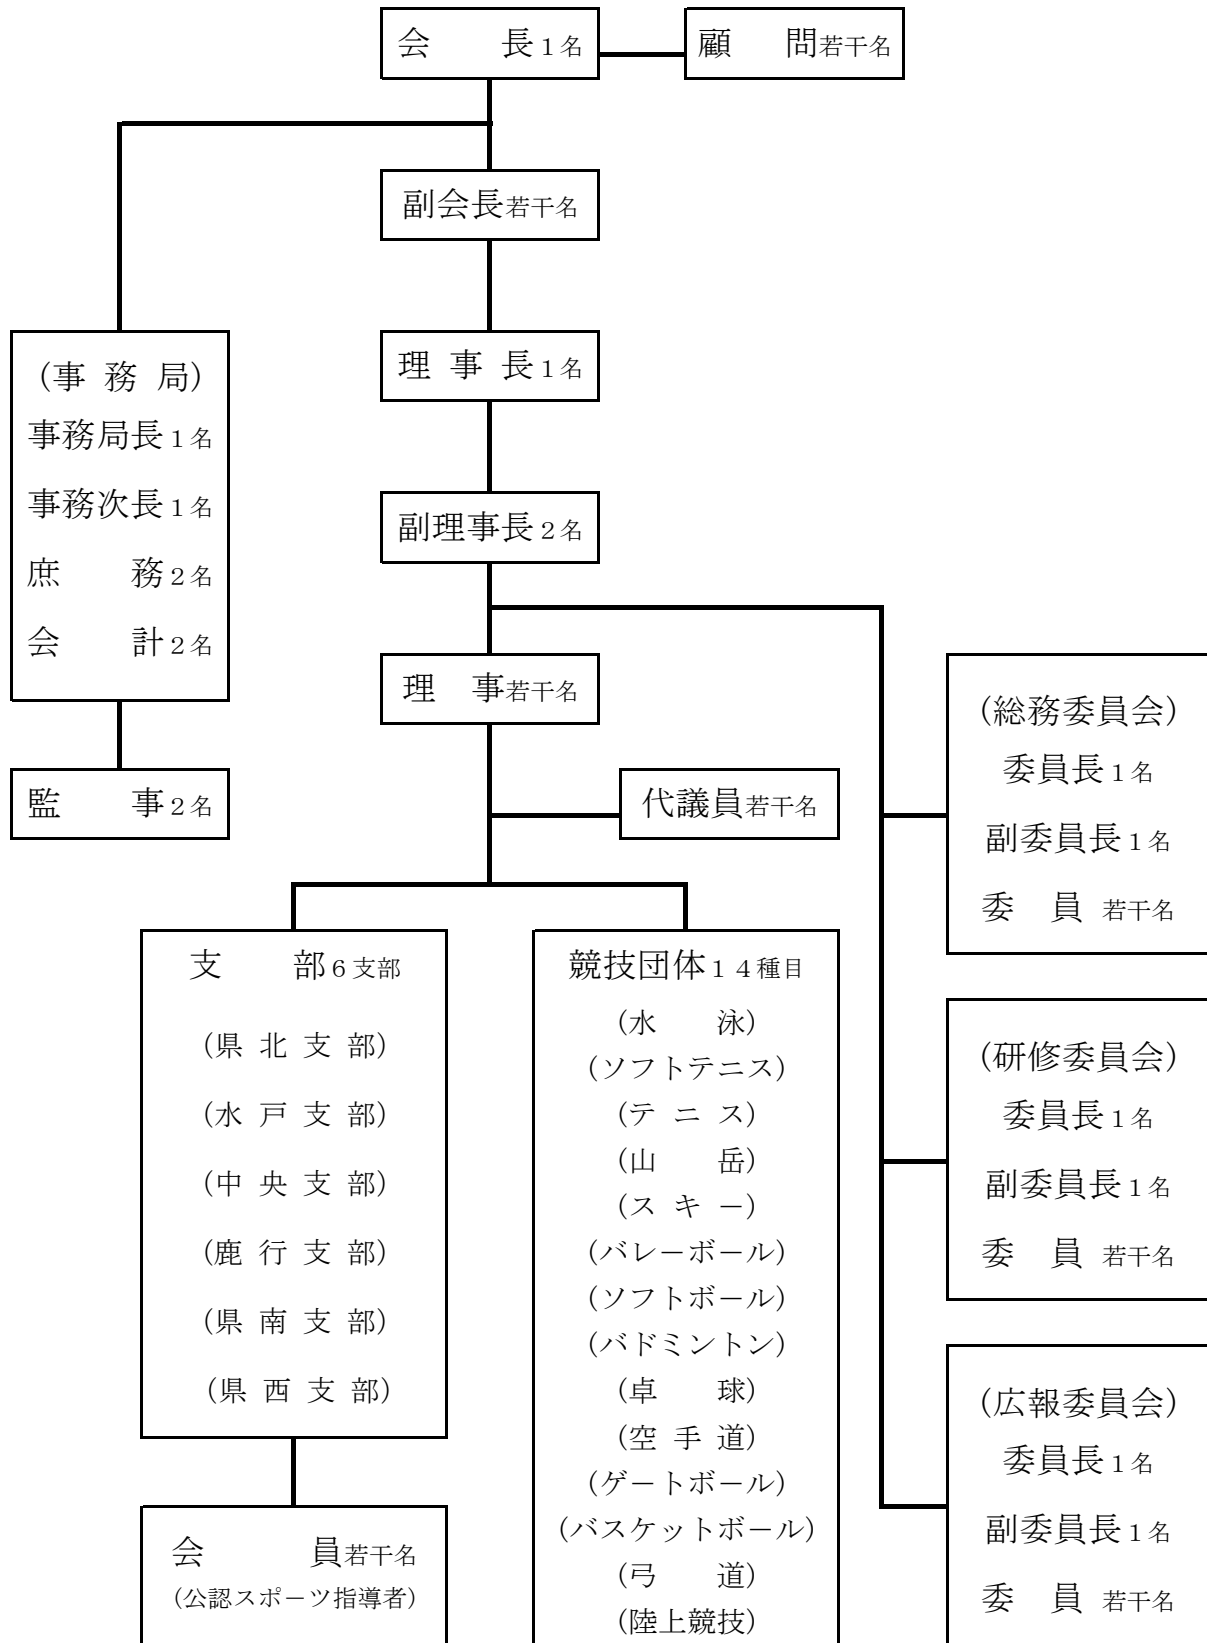 会　　長１名
顧　問若干名
副会長若干名
(事 務 局)
事務局長１名
事務次長１名
庶　　務２名
会　　計２名
理 事 長１名
副理事長２名
理　事若干名
監　　事２名
代議員若干名
(総務委員会)
委員長１名
副委員長１名
委　員 若干名
(研修委員会)
委員長１名
副委員長１名
委　員 若干名
(広報委員会)
委員長１名
副委員長１名
委　員 若干名
支　　部６支部
(県 北 支 部)
(水 戸 支 部)
(中 央 支 部)
(鹿 行 支 部)
(県 南 支 部)
(県 西 支 部)
会　　　員若干名
(公認スポーツ指導者)
競技団体１４種目
(水　　泳)
(ソフトテニス)
(テ ニ ス)
(山　　岳)
(ス キ ー)
(バレーボール)
(ソフトボール)
(バドミントン)
(卓　　球)
(空 手 道)
(ゲートボール)
(バスケットボール)
(弓　　道)
(陸上競技)